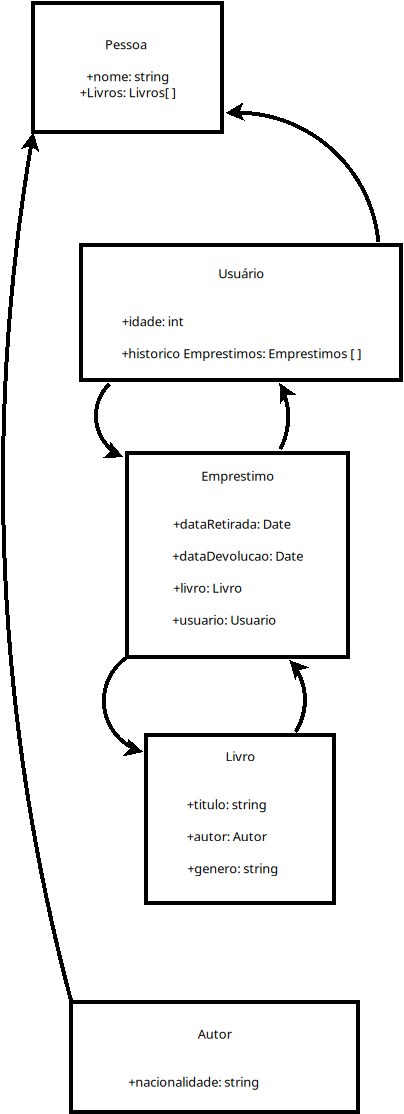 Pessoa
+nome: string
+Livros: Livros[ ]
Usuário
+idade: int
+historico Emprestimos: Emprestimos [ ]
Emprestimo
+dataRetirada: Date
+dataDevolucao: Date
+livro: Livro
+usuario: Usuario
Livro
+titulo: string
+autor: Autor
+genero: string
Autor
+nacionalidade: string